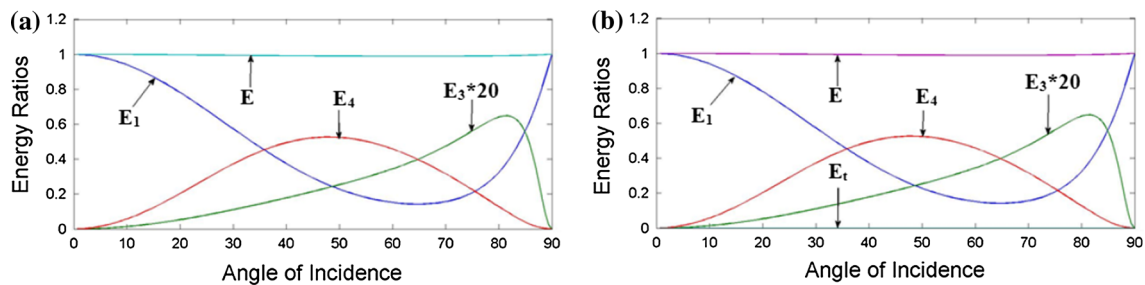 (a)
1.2
1
0.8
0.6
0.4
0.2
0
Energy Ratios
E₁
E
E₄
E₃*20
0 10 20 30 40 50 60 70 80 90
Angle of Incidence
(b)
1.2
1
0.8
0.6
0.4
0.2
0
Energy Ratios
E₁
E
E₄
E₃*20
Eₜ
0 10 20 30 40 50 60 70 80 90
Angle of Incidence